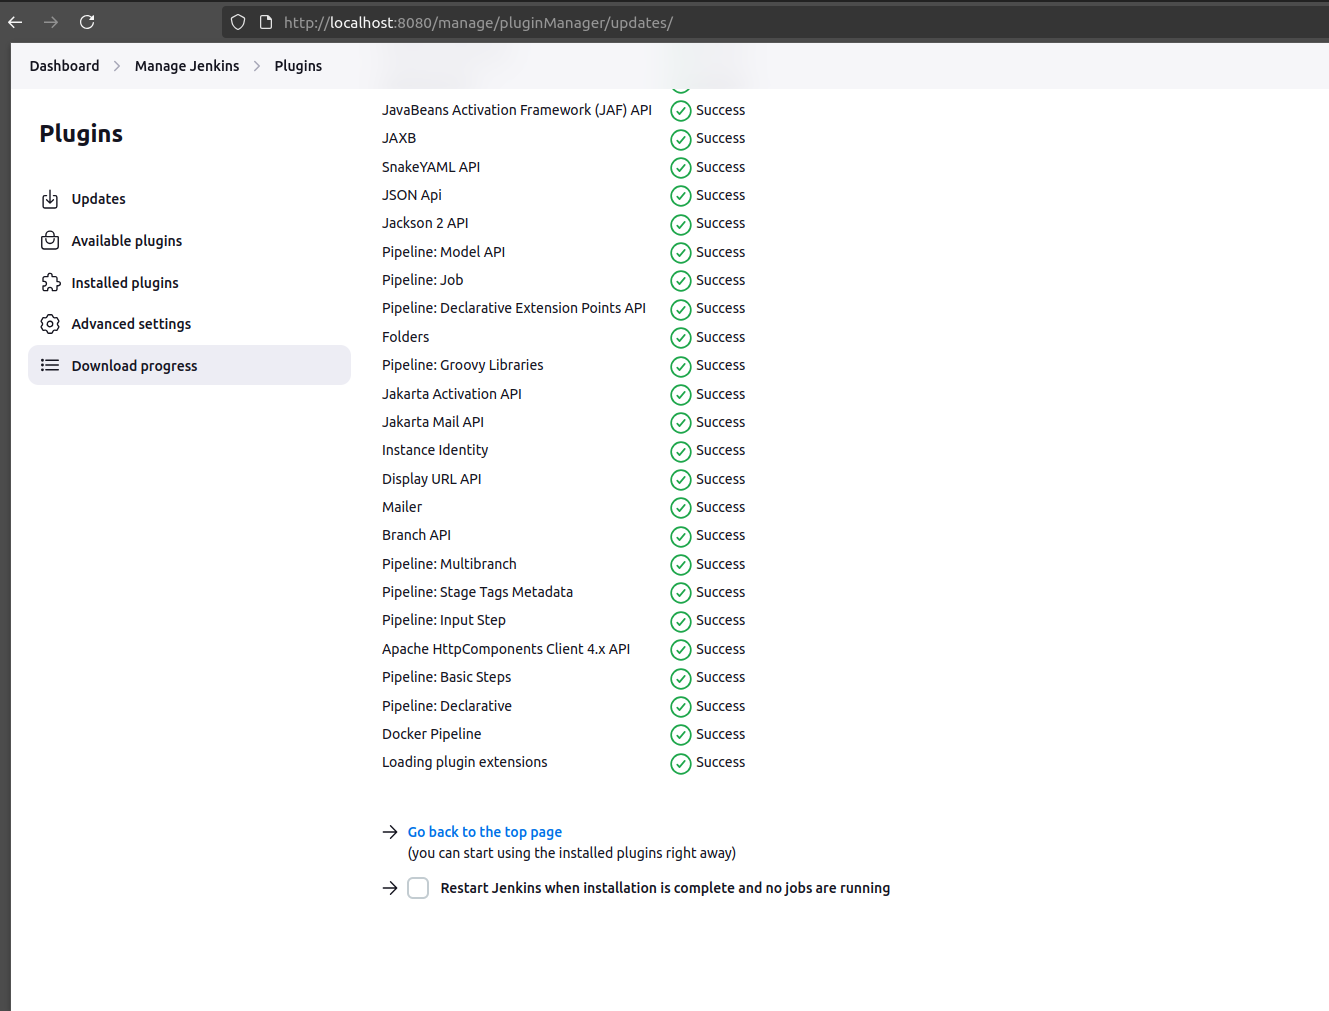 http://localhost:8080/manage/pluginManager/updates/
Dashboard > Manage Jenkins > Plugins
Plugins
Updates
Available plugins
Installed plugins
Advanced settings
Download progress
JavaBeans Activation Framework (JAF) API Success
JAXB Success
SnakeYAML API Success
JSON Api Success
Jackson 2 API Success
Pipeline: Model API Success
Pipeline: Job Success
Pipeline: Declarative Extension Points API Success
Folders Success
Pipeline: Groovy Libraries Success
Jakarta Activation API Success
Jakarta Mail API Success
Instance Identity Success
Display URL API Success
Mailer Success
Branch API Success
Pipeline: Multibranch Success
Pipeline: Stage Tags Metadata Success
Pipeline: Input Step Success
Apache HttpComponents Client 4.x API Success
Pipeline: Basic Steps Success
Pipeline: Declarative Success
Docker Pipeline Success
Loading plugin extensions Success
Go back to the top page
(you can start using the installed plugins right away)
Restart Jenkins when installation is complete and no jobs are running